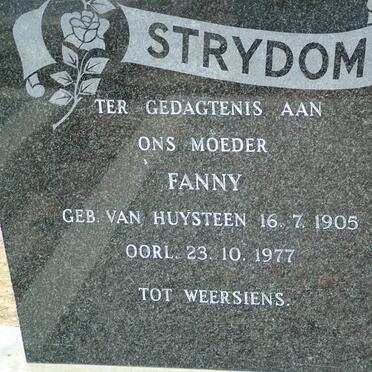 STRYDOM
TER GEDAGTENIS AAN
ONS MOEDER
FANNY
GEB. VAN HUYSTEEN 16. 7. 1905
OORL. 23. 10. 1977
TOT WEERSIENS.